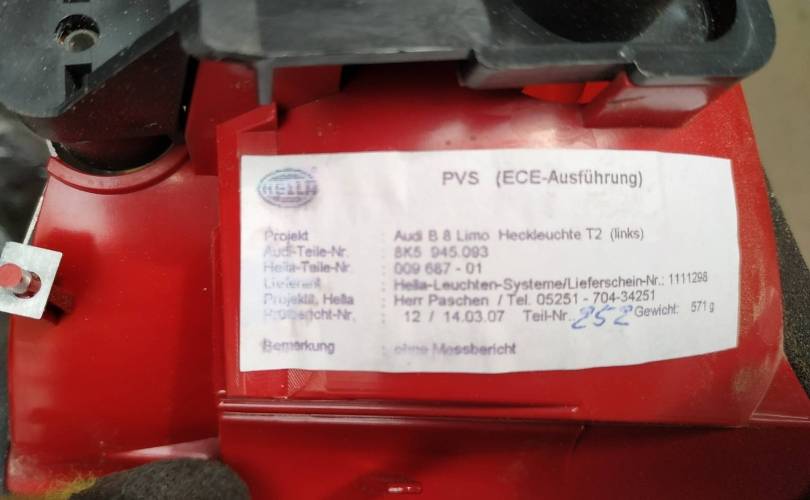 HELLA
PVS (ECE-Ausführung)
Projekt : Audi B 8 Limo Heckleuchte T2 (links)
Audi-Teile-Nr. : 8K5 945.093
Hella-Teile-Nr. : 009 687 - 01
Lieferant : Hella-Leuchten-Systeme/Lieferschein-Nr.: 1111298
Projektlt. Hella : Herr Paschen / Tel. 05251 - 704-34251
Prüfbericht-Nr. : 12 / 14.03.07 Teil-Nr.: 252 Gewicht: 571 g
Bemerkung : ohne Messbericht